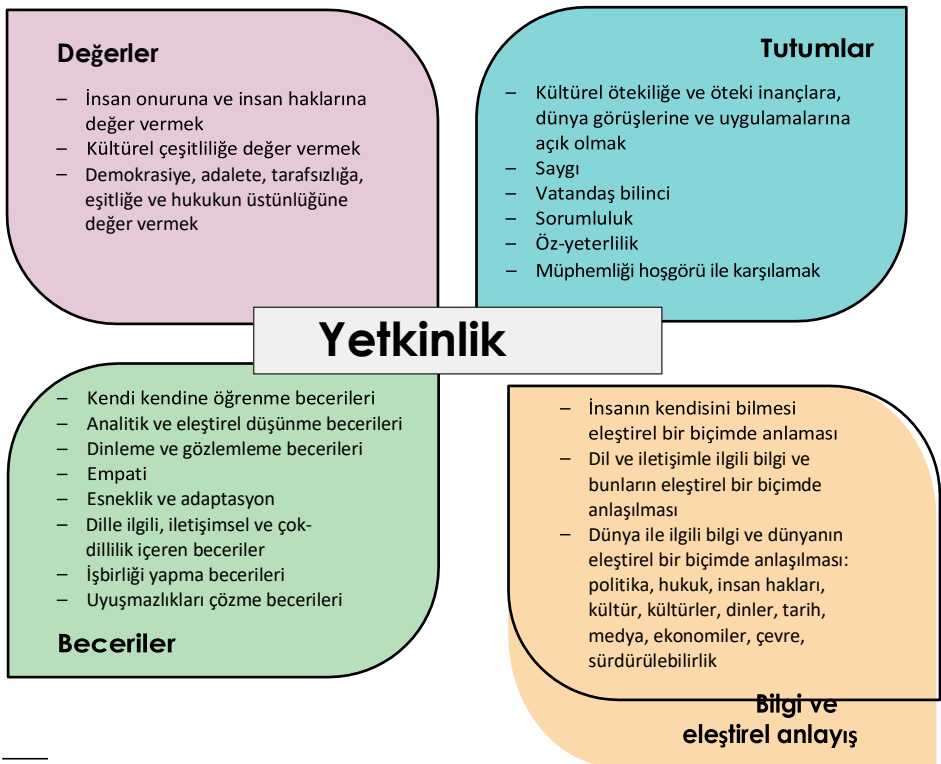 Değerler
– İnsan onuruna ve insan haklarına
değer vermek
– Kültürel çeşitliliğe değer vermek
– Demokrasiye, adalete, tarafsızlığa,
eşitliğe ve hukukun üstünlüğüne
değer vermek
Tutumlar
– Kültürel ötekiliğe ve öteki inançlara,
dünya görüşlerine ve uygulamalarına
açık olmak
– Saygı
– Vatandaş bilinci
– Sorumluluk
– Öz-yeterlilik
– Müphemliği hoşgörü ile karşılamak
Yetkinlik
– Kendi kendine öğrenme becerileri
– Analitik ve eleştirel düşünme becerileri
– Dinleme ve gözlemleme becerileri
– Empati
– Esneklik ve adaptasyon
– Dille ilgili, iletişimsel ve çok-
dillilik içeren beceriler
– İşbirliği yapma becerileri
– Uyuşmazlıkları çözme becerileri
Beceriler
– İnsanın kendisini bilmesi
eleştirel bir biçimde anlaması
– Dil ve iletişimle ilgili bilgi ve
bunların eleştirel bir biçimde
anlaşılması
– Dünya ile ilgili bilgi ve dünyanın
eleştirel bir biçimde anlaşılması:
politika, hukuk, insan hakları,
kültür, kültürler, dinler, tarih,
medya, ekonomiler, çevre,
sürdürülebilirlik
Bilgi ve
eleştirel anlayış